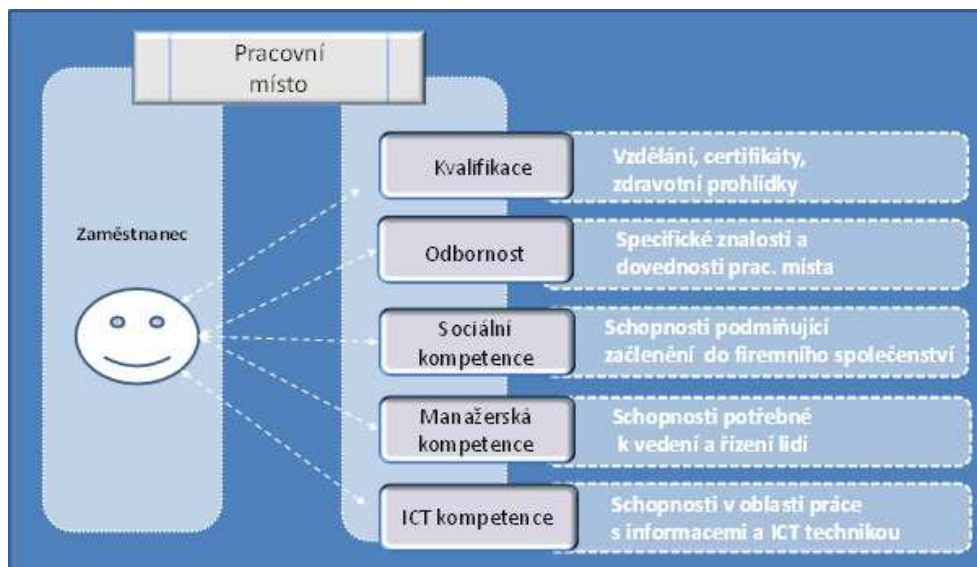 Pracovní
místo
Zaměstnanec
Kvalifikace
Vzdělání, certifikáty,
zdravotní prohlídky
Odbornost
Specifické znalosti a
dovednosti prac. místa
Sociální
kompetence
Schopnosti podmiňující
začlenění do firemního společenství
Manažerská
kompetence
Schopnosti potřebné
k vedení a řízení lidí
ICT kompetence
Schopnosti v oblasti práce
s informacemi a ICT technikou